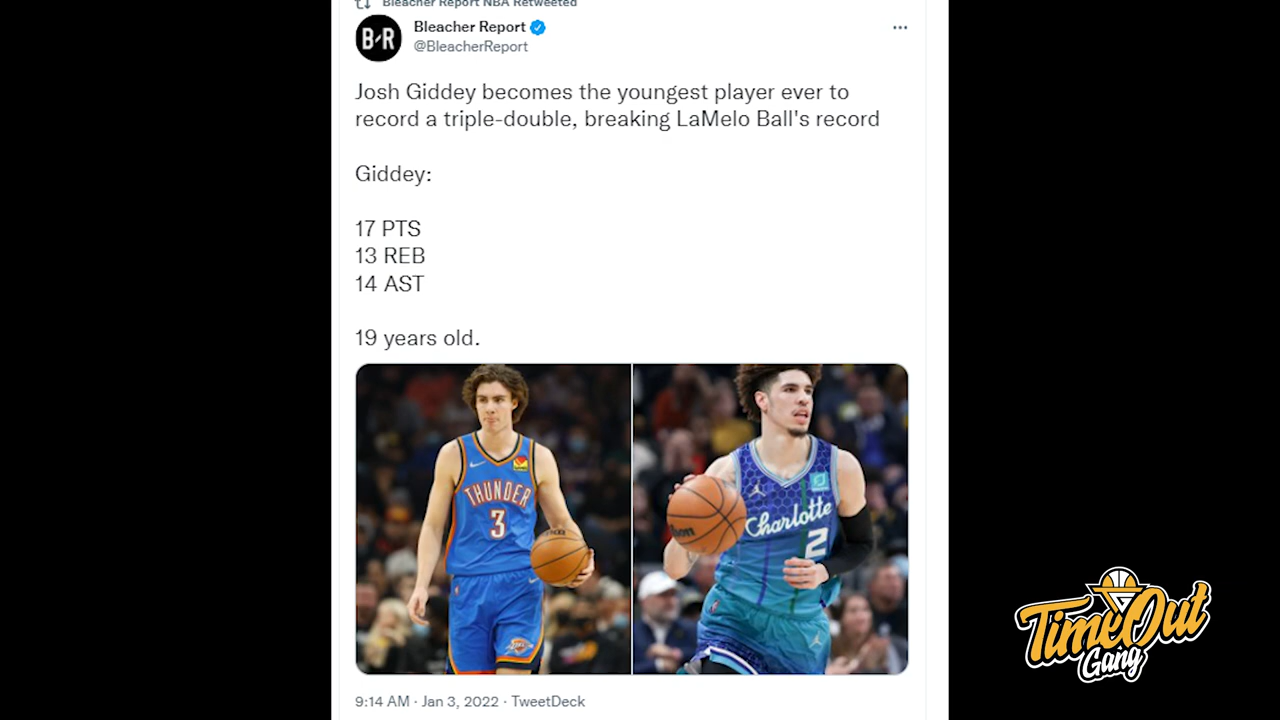 Bleacher Report NBA Retweeted
B/R
Bleacher Report
@BleacherReport
Josh Giddey becomes the youngest player ever to
record a triple-double, breaking LaMelo Ball's record
Giddey:
17 PTS
13 REB
14 AST
19 years old.
THUNDER
3
Charlotte
2
9:14 AM · Jan 3, 2022 · TweetDeck
TimeOut
Gang